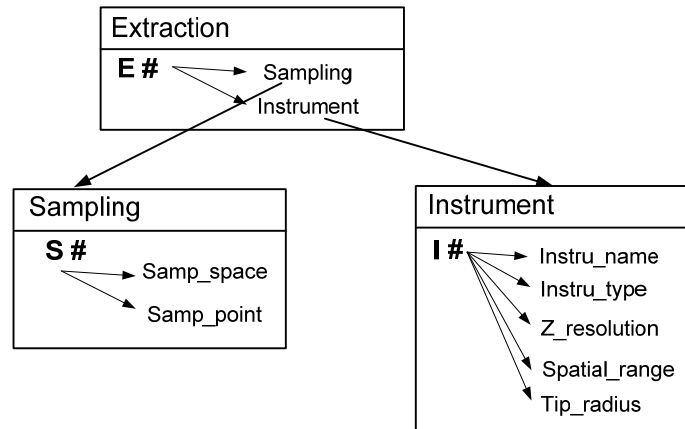 Extraction
E #
Sampling
Instrument
Sampling
S #
Samp_space
Samp_point
Instrument
I #
Instru_name
Instru_type
Z_resolution
Spatial_range
Tip_radius